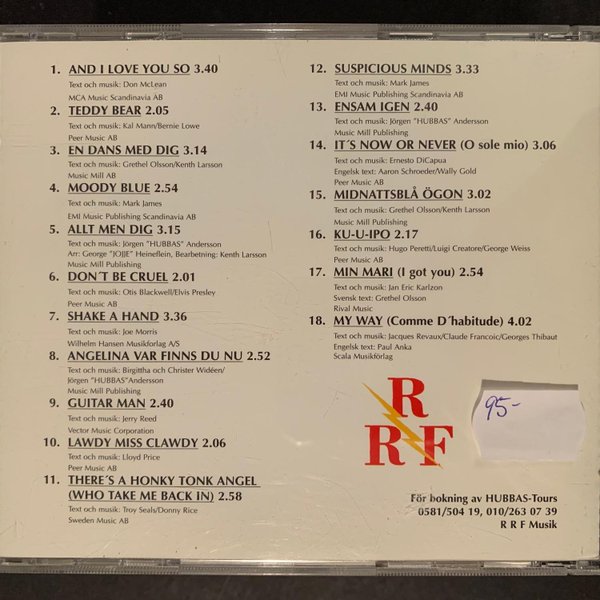 1. AND I LOVE YOU SO 3.40
Text och musik: Don McLean
MCA Music Scandinavia AB
2. TEDDY BEAR 2.05
Text och musik: Kal Mann/Bernie Lowe
Peer Music AB
3. EN DANS MED DIG 3.14
Text och musik: Grethel Olsson/Kenth Larsson
Music Mill AB
4. MOODY BLUE 2.54
Text och musik: Mark James
EMI Music Publishing Scandinavia AB
5. ALLT MEN DIG 3.15
Text och musik: Jörgen "HUBBAS" Andersson
Arr: George "JOJJE" Heineflein, Bearbetning: Kenth Larsson
Music Mill Publishing
6. DON´T BE CRUEL 2.01
Text och musik: Otis Blackwell/Elvis Presley
Peer Music AB
7. SHAKE A HAND 3.36
Text och musik: Joe Morris
Wilhelm Hansen Musikforlag A/S
8. ANGELINA VAR FINNS DU NU 2.52
Text och musik: Birgittha och Christer Widéen/
Jörgen "HUBBAS"Andersson
Music Mill Publishing
9. GUITAR MAN 2.40
Text och musik: Jerry Reed
Vector Music Corporation
10. LAWDY MISS CLAWDY 2.06
Text och musik: Lloyd Price
Peer Music AB
11. THERE´S A HONKY TONK ANGEL
(WHO TAKE ME BACK IN) 2.58
Text och musik: Troy Seals/Donny Rice
Sweden Music AB
12. SUSPICIOUS MINDS 3.33
Text och musik: Mark James
EMI Music Publishing Scandinavia AB
13. ENSAM IGEN 2.40
Text och musik: Jörgen "HUBBAS" Andersson
Music Mill Publishing
14. IT´S NOW OR NEVER (O sole mio) 3.06
Text och musik: Ernesto DiCapua
Engelsk text: Aaron Schroeder/Wally Gold
Peer Music AB
15. MIDNATTSBLÅ ÖGON 3.02
Text och musik: Grethel Olsson/Kenth Larsson
Music Mill Publishing
16. KU-U-IPO 2.17
Text och musik: Hugo Peretti/Luigi Creatore/George Weiss
Peer Music AB
17. MIN MARI (I got you) 2.54
Text och musik: Jan Eric Karlzon
Svensk text: Grethel Olsson
Rival Music
18. MY WAY (Comme D´habitude) 4.02
Text och musik: Jacques Revaux/Claude Francoic/Georges Thibaut
Engelsk text: Paul Anka
Scala Musikförlag
R
R F
95-
För bokning av HUBBAS-Tours
0581/504 19, 010/263 07 39
R R F Musik